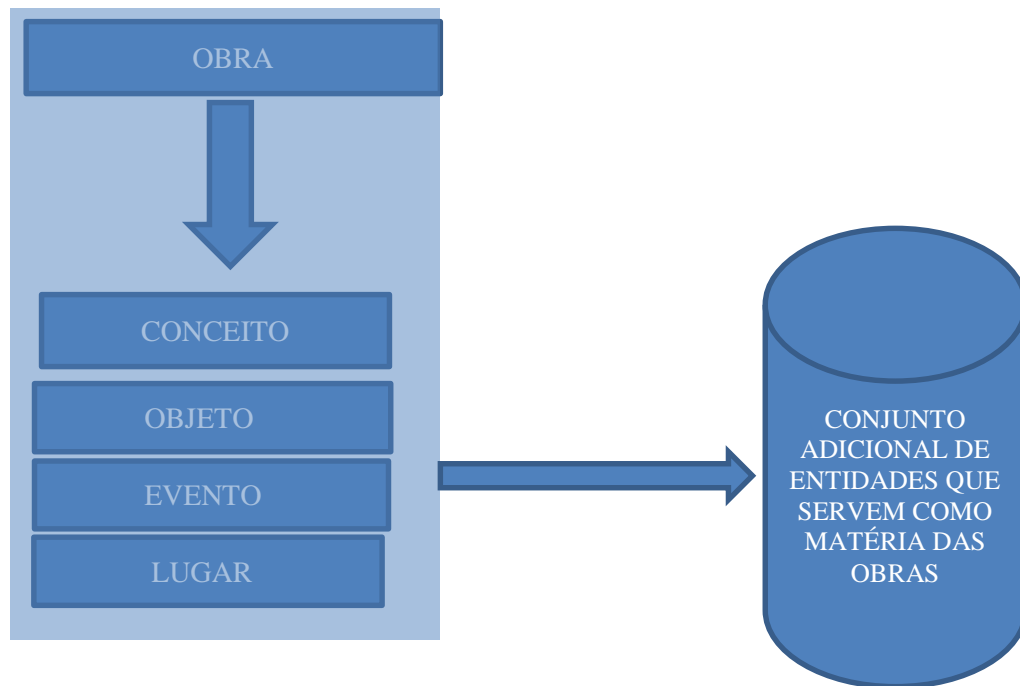 OBRA
CONCEITO
OBJETO
EVENTO
LUGAR
CONJUNTO
ADICIONAL DE
ENTIDADES QUE
SERVEM COMO
MATÉRIA DAS
OBRAS